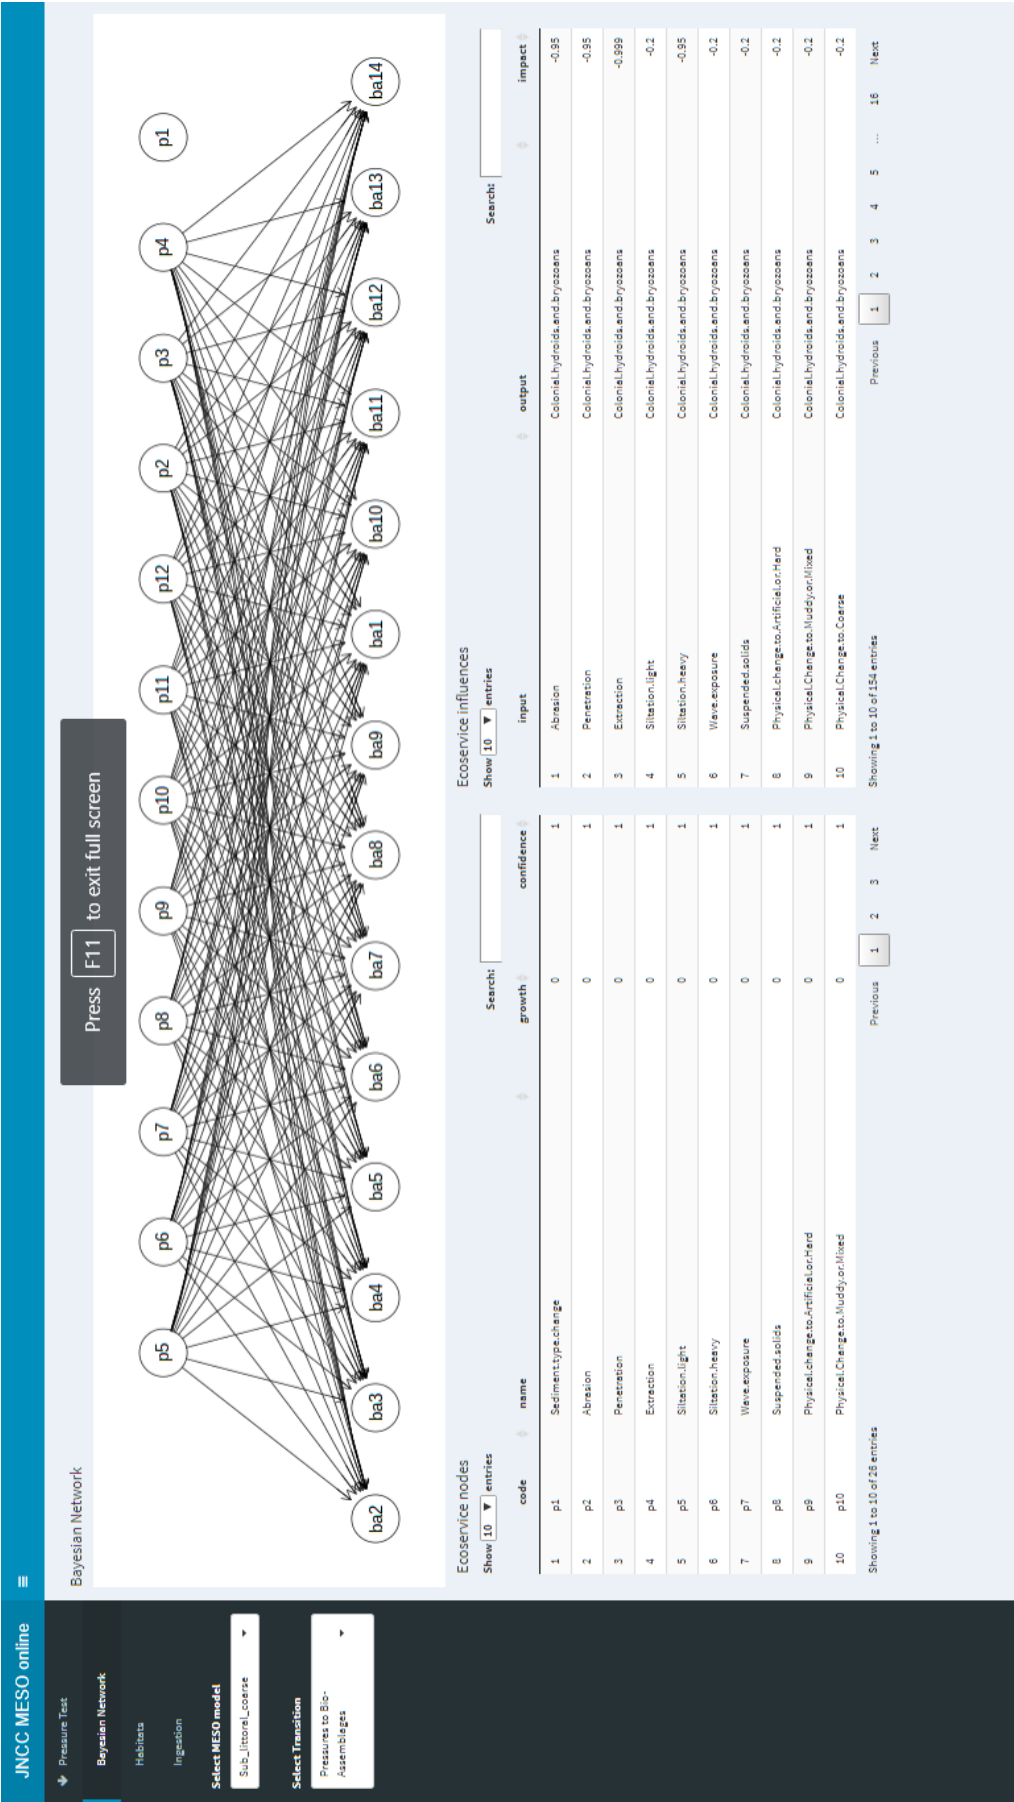 JNCC MESO online
Pressure Test
Bayesian Network
Habitats
Ingestion
Select MESO model
Sub_littoral_coarse
Select Transition
Pressures to Bio-
Assemblages
Press F11 to exit full screen
Bayesian Network
p5 p6 p7 p8 p9 p10 p11 p12 p2 p3 p4 p1
ba2 ba3 ba4 ba5 ba6 ba7 ba8 ba9 ba1 ba10 ba11 ba12 ba13 ba14
Ecoservice nodes
Show 10 entries
Search:
code name growth confidence
1 p1 Sediment.type.change 0 1
2 p2 Abrasion 0 1
3 p3 Penetration 0 1
4 p4 Extraction 0 1
5 p5 Siltation.light 0 1
6 p6 Siltation.heavy 0 1
7 p7 Wave.exposure 0 1
8 p8 Suspended.solids 0 1
9 p9 Physical.change.to.Artificial.or.Hard 0 1
10 p10 Physical.Change.to.Muddy.or.Mixed 0 1
Showing 1 to 10 of 26 entries
Previous 1 2 3 Next
Ecoservice influences
Show 10 entries
Search:
input output impact
1 Abrasion Colonial.hydroids.and.bryozoans -0.95
2 Penetration Colonial.hydroids.and.bryozoans -0.95
3 Extraction Colonial.hydroids.and.bryozoans -0.999
4 Siltation.light Colonial.hydroids.and.bryozoans -0.2
5 Siltation.heavy Colonial.hydroids.and.bryozoans -0.95
6 Wave.exposure Colonial.hydroids.and.bryozoans -0.2
7 Suspended.solids Colonial.hydroids.and.bryozoans -0.2
8 Physical.change.to.Artificial.or.Hard Colonial.hydroids.and.bryozoans -0.2
9 Physical.Change.to.Muddy.or.Mixed Colonial.hydroids.and.bryozoans -0.2
10 Physical.Change.to.Coarse Colonial.hydroids.and.bryozoans -0.2
Showing 1 to 10 of 154 entries
Previous 1 2 3 4 5 ... 16 Next